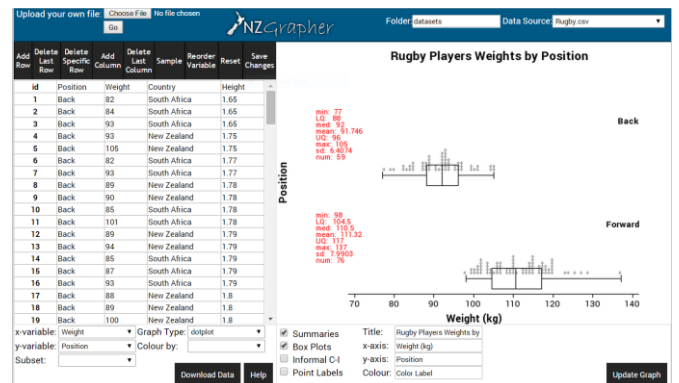 Upload your own file: Choose File No file chosen
Go
NZGrapher
Folder: datasets
Data Source: Rugby.csv
Add Row
Delete Last Row
Delete Specific Row
Add Column
Delete Last Column
Sample
Reorder Variable
Reset
Save Changes
id Position Weight Country Height
1 Back 82 South Africa 1.65
2 Back 84 South Africa 1.65
3 Back 93 South Africa 1.65
4 Back 93 New Zealand 1.75
5 Back 105 New Zealand 1.75
6 Back 82 South Africa 1.77
7 Back 93 South Africa 1.77
8 Back 89 New Zealand 1.78
9 Back 90 New Zealand 1.78
10 Back 85 South Africa 1.78
11 Back 101 South Africa 1.78
12 Back 89 New Zealand 1.79
13 Back 94 New Zealand 1.79
14 Back 85 South Africa 1.79
15 Back 87 South Africa 1.79
16 Back 93 South Africa 1.79
17 Back 88 New Zealand 1.8
18 Back 89 New Zealand 1.8
19 Back 100 New Zealand 1.8
Rugby Players Weights by Position
min: 77
LQ: 88
med: 92
mean: 91.746
UQ: 96
max: 105
sd: 6.4074
num: 59
Back
Position
min: 98
LQ: 104.5
med: 110.5
mean: 111.32
UQ: 117
max: 137
sd: 7.9903
num: 76
Forward
70 80 90 100 110 120 130 140
Weight (kg)
x-variable: Weight
Graph Type: dotplot
y-variable: Position
Colour by:
Subset:
Download Data
Help
Summaries
Box Plots
Informal C-I
Point Labels
Title: Rugby Players Weights by
x-axis: Weight (kg)
y-axis: Position
Colour: Color Label
Update Graph